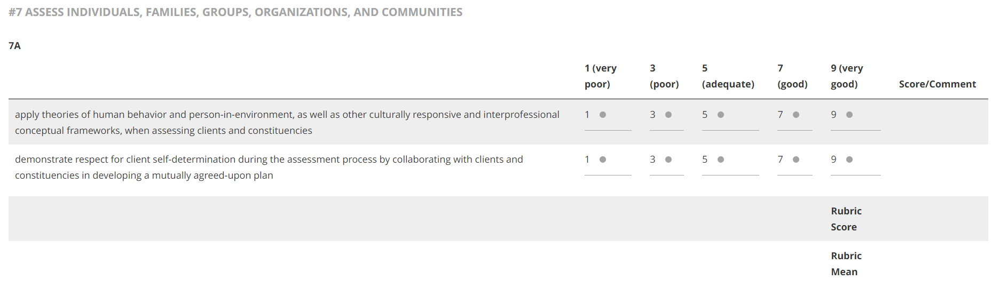 #7 ASSESS INDIVIDUALS, FAMILIES, GROUPS, ORGANIZATIONS, AND COMMUNITIES
7A
1 (very poor) 3 (poor) 5 (adequate) 7 (good) 9 (very good) Score/Comment
apply theories of human behavior and person-in-environment, as well as other culturally responsive and interprofessional
conceptual frameworks, when assessing clients and constituencies
1 3 5 7 9
demonstrate respect for client self-determination during the assessment process by collaborating with clients and
constituencies in developing a mutually agreed-upon plan
1 3 5 7 9
Rubric
Score
Rubric
Mean